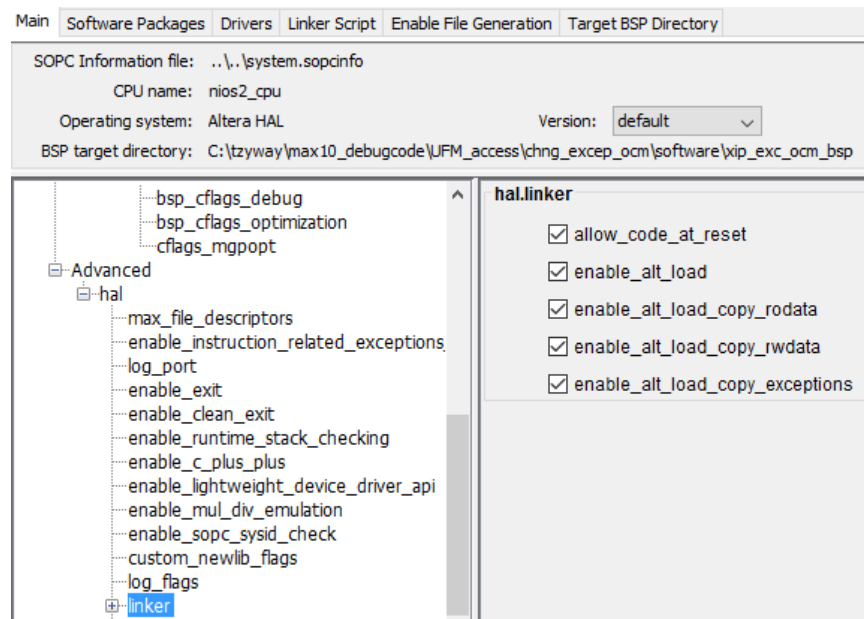 Main Software Packages Drivers Linker Script Enable File Generation Target BSP Directory
SOPC Information file: ..\..\system.sopcinfo
CPU name: nios2_cpu
Operating system: Altera HAL Version: default
BSP target directory: C:\tzyway\max10_debugcode\UFM_access\chng_excep_ocm\software\xip_exc_ocm_bsp
bsp_cflags_debug
bsp_cflags_optimization
cflags_mgpopt
Advanced
hal
max_file_descriptors
enable_instruction_related_exceptions_
log_port
enable_exit
enable_clean_exit
enable_runtime_stack_checking
enable_c_plus_plus
enable_lightweight_device_driver_api
enable_mul_div_emulation
enable_sopc_sysid_check
custom_newlib_flags
log_flags
linker
hal.linker
allow_code_at_reset
enable_alt_load
enable_alt_load_copy_rodata
enable_alt_load_copy_rwdata
enable_alt_load_copy_exceptions